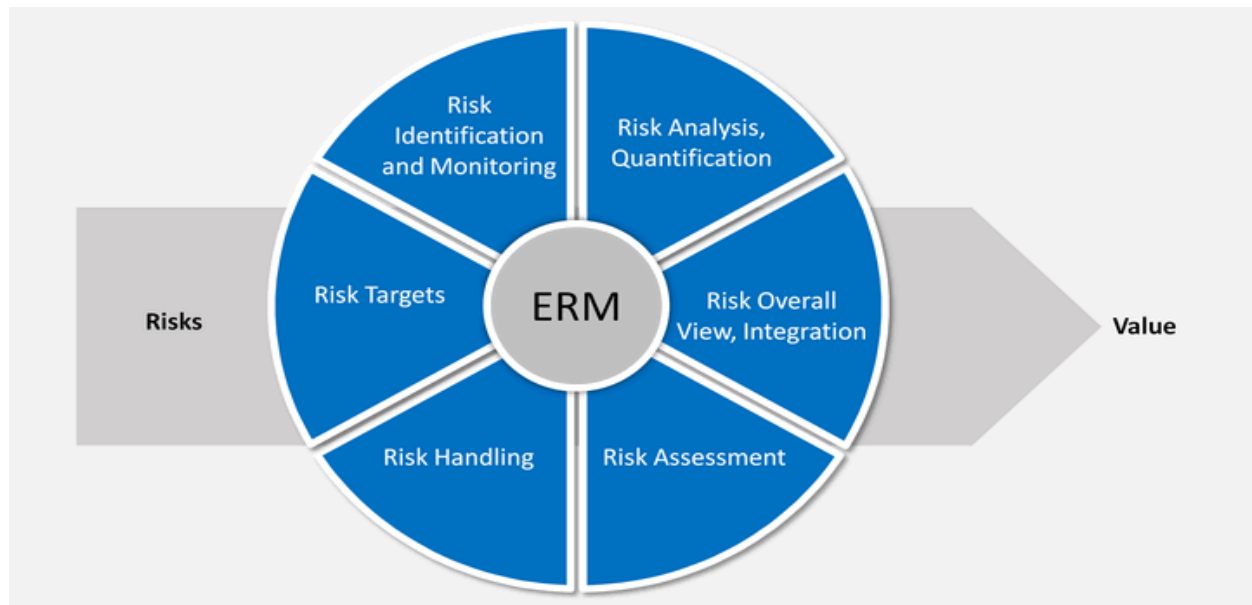 Risk
Identification
and Monitoring
Risk Analysis,
Quantification
Risk Targets
ERM
Risk Overall
View, Integration
Risks
Value
Risk Handling
Risk Assessment